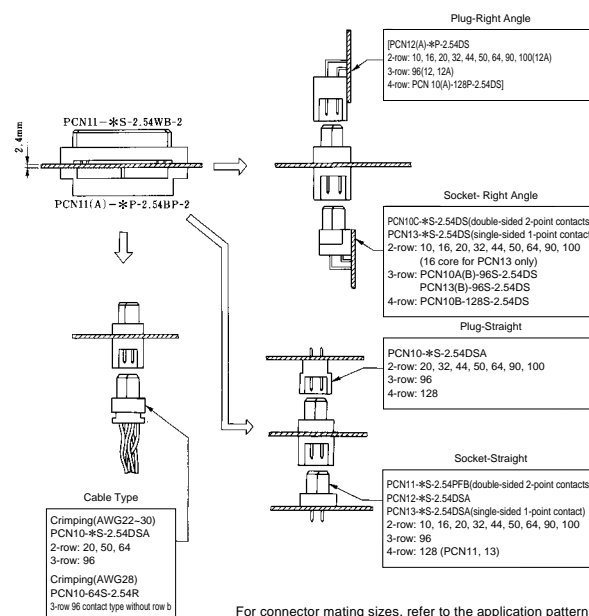 Plug-Right Angle
[PCN12(A)-*P-2.54DS
2-row: 10, 16, 20, 32, 44, 50, 64, 90, 100(12A)
3-row: 96(12, 12A)
4-row: PCN 10(A)-128P-2.54DS]
PCN11-*S-2.54WB-2
2.4mm
PCN11(A)-*P-2.54BP-2
Socket- Right Angle
PCN10C-*S-2.54DS(double-sided 2-point contacts
PCN13-*S-2.54DS(single-sided 1-point contact
2-row: 10, 16, 20, 32, 44, 50, 64, 90, 100
(16 core for PCN13 only)
3-row: PCN10A(B)-96S-2.54DS
PCN13(B)-96S-2.54DS
4-row: PCN10B-128S-2.54DS
Plug-Straight
PCN10-*S-2.54DSA
2-row: 20, 32, 44, 50, 64, 90, 100
3-row: 96
4-row: 128
Socket-Straight
PCN11-*S-2.54PFB(double-sided 2-point contacts
PCN12-*S-2.54DSA
PCN13-*S-2.54DSA(single-sided 1-point contact)
2-row: 10, 16, 20, 32, 44, 50, 64, 90, 100
3-row: 96
4-row: 128 (PCN11, 13)
Cable Type
Crimping(AWG22~30)
PCN10-*S-2.54DSA
2-row: 20, 50, 64
3-row: 96
Crimping(AWG28)
PCN10-64S-2.54R
3-row 96 contact type without row b
For connector mating sizes, refer to the application pattern